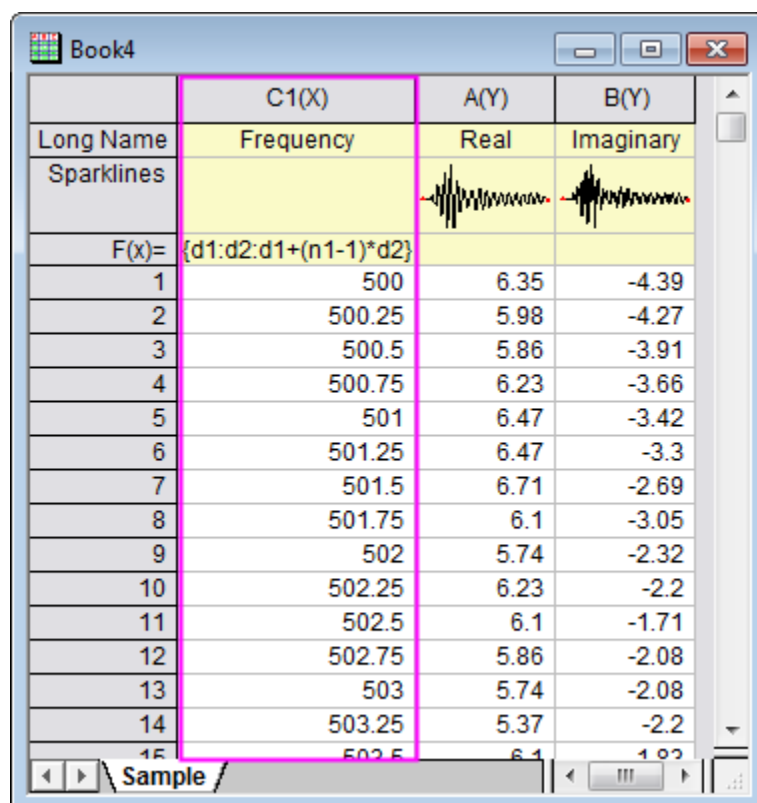 Book4
C1(X) A(Y) B(Y)
Long Name Frequency Real Imaginary
Sparklines
F(x)= {d1:d2:d1+(n1-1)*d2}
1 500 6.35 -4.39
2 500.25 5.98 -4.27
3 500.5 5.86 -3.91
4 500.75 6.23 -3.66
5 501 6.47 -3.42
6 501.25 6.47 -3.3
7 501.5 6.71 -2.69
8 501.75 6.1 -3.05
9 502 5.74 -2.32
10 502.25 6.23 -2.2
11 502.5 6.1 -1.71
12 502.75 5.86 -2.08
13 503 5.74 -2.08
14 503.25 5.37 -2.2
15 503.5 6.1
Sample